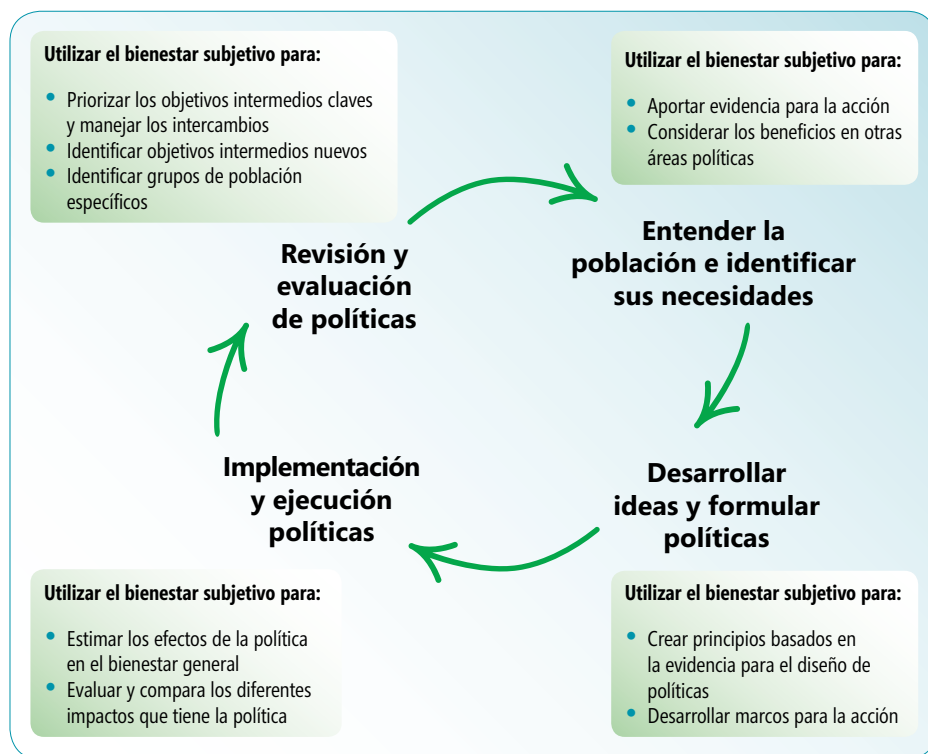 Utilizar el bienestar subjetivo para:
• Priorizar los objetivos intermedios claves
y manejar los intercambios
• Identificar objetivos intermedios nuevos
• Identificar grupos de población
específicos
Utilizar el bienestar subjetivo para:
• Aportar evidencia para la acción
• Considerar los beneficios en otras
áreas políticas
Revisión y
evaluación
de políticas
Entender la
población e identificar
sus necesidades
Implementación
y ejecución
políticas
Desarrollar
ideas y formular
políticas
Utilizar el bienestar subjetivo para:
• Estimar los efectos de la política
en el bienestar general
• Evaluar y compara los diferentes
impactos que tiene la política
Utilizar el bienestar subjetivo para:
• Crear principios basados en
la evidencia para el diseño de
políticas
• Desarrollar marcos para la acción